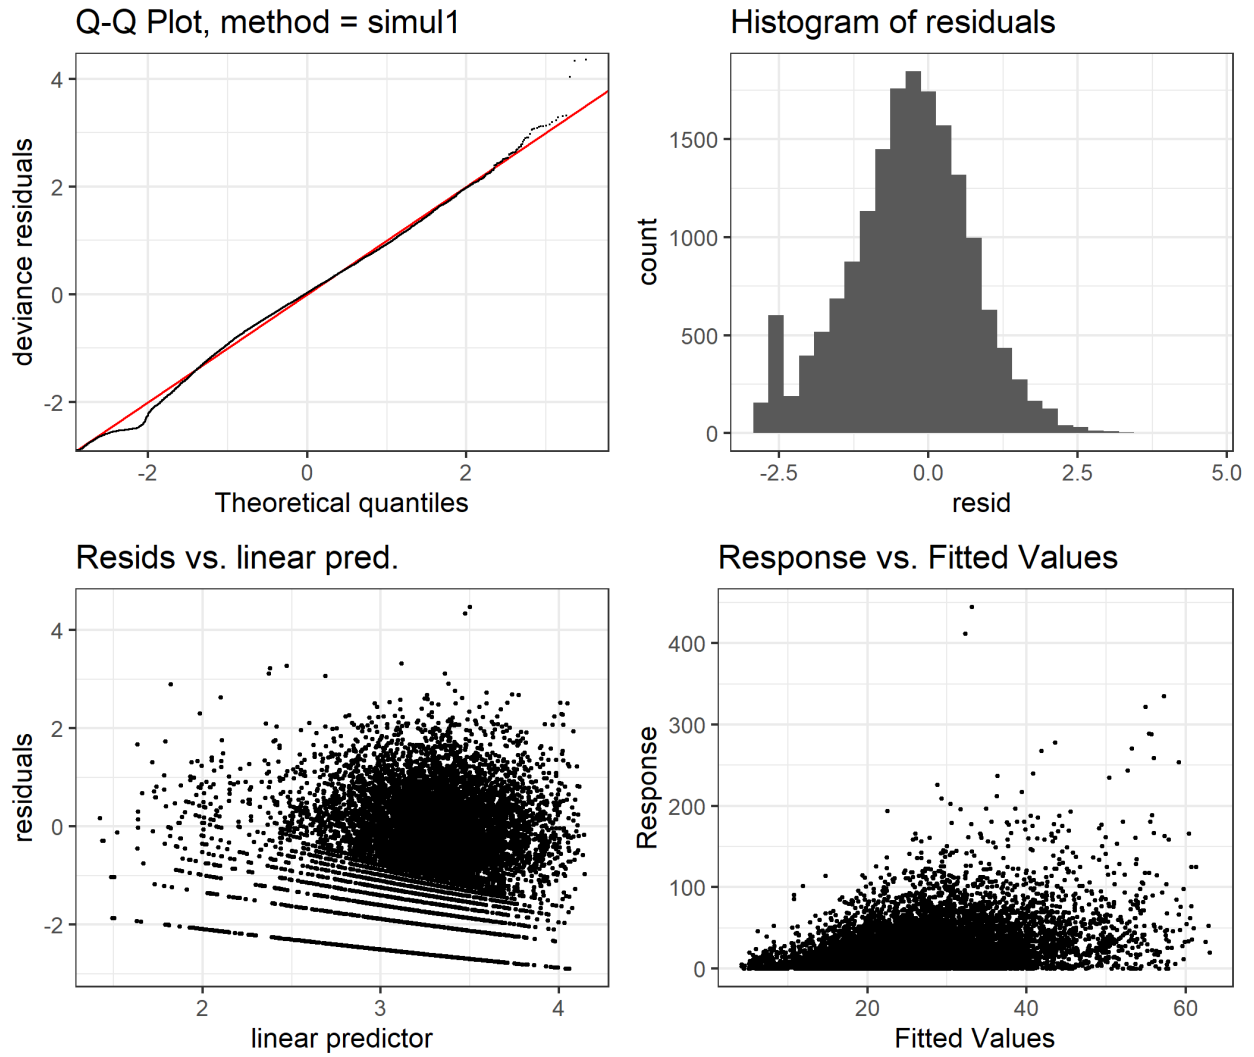 Q-Q Plot, method = simul1
4
2
0
-2
deviance residuals
-2
0
2
Theoretical quantiles
Histogram of residuals
1500
1000
500
0
count
-2.5
0.0
2.5
5.0
resid
Resids vs. linear pred.
4
2
0
-2
residuals
2
3
4
linear predictor
Response vs. Fitted Values
400
300
200
100
0
Response
20
40
60
Fitted Values